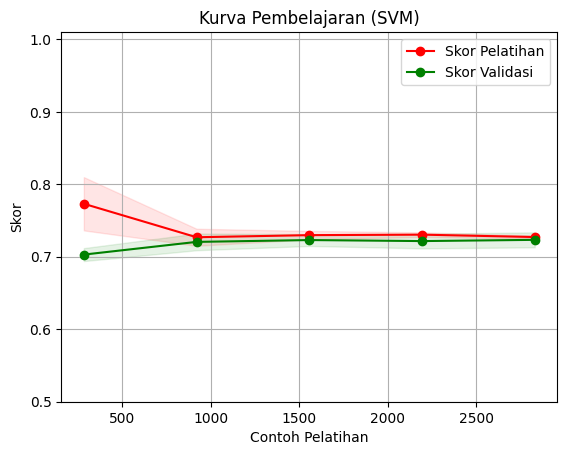 Kurva Pembelajaran (SVM)
Skor Pelatihan
Skor Validasi
1.0
0.9
0.8
0.7
0.6
0.5
Skor
500
1000
1500
2000
2500
Contoh Pelatihan